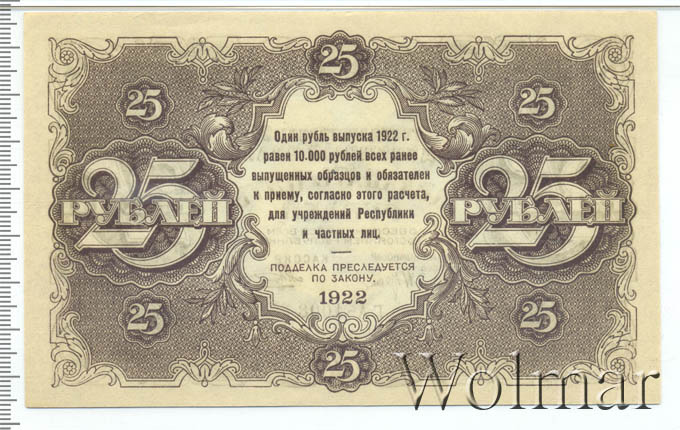 25
25 25
Один рубль выпуска 1922 г.
равен 10.000 рублей всех ранее
выпущенных образцов и обязателен
к приему, согласно этого расчета,
для учреждений Республики
и частных лиц.
25 РУБЛЕЙ 25 РУБЛЕЙ
ПОДДЕЛКА ПРЕСЛЕДУЕТСЯ
ПО ЗАКОНУ.
1922
25 25
25
Wolmar